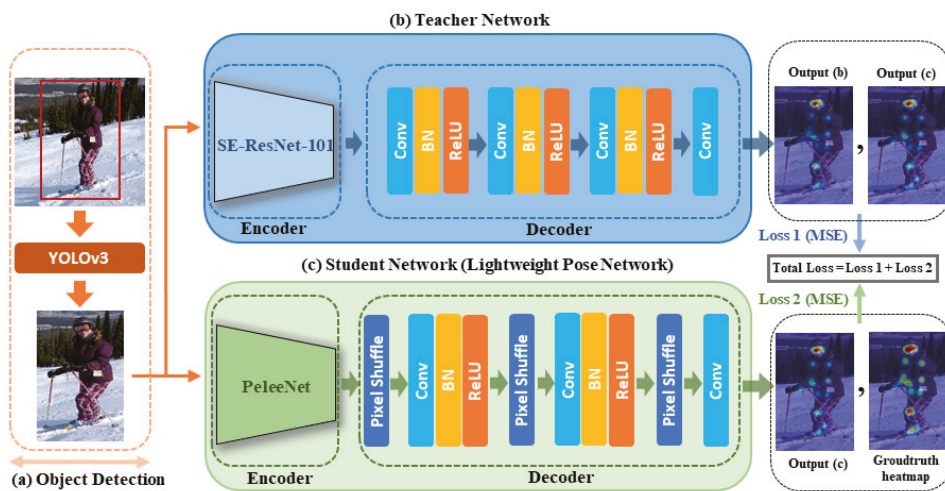 (b) Teacher Network
SE-ResNet-101
Encoder
Conv
BN
ReLU
Conv
BN
ReLU
Conv
BN
ReLU
Conv
Decoder
Output (b)
Output (c)
,
YOLOv3
(a) Object Detection
Loss 1 (MSE)
Total Loss = Loss 1 + Loss 2
Loss 2 (MSE)
(c) Student Network (Lightweight Pose Network)
PeleeNet
Encoder
Pixel Shuffle
Conv
BN
ReLU
Pixel Shuffle
Conv
BN
ReLU
Pixel Shuffle
Conv
Decoder
,
Output (c)
Groudtruth
heatmap